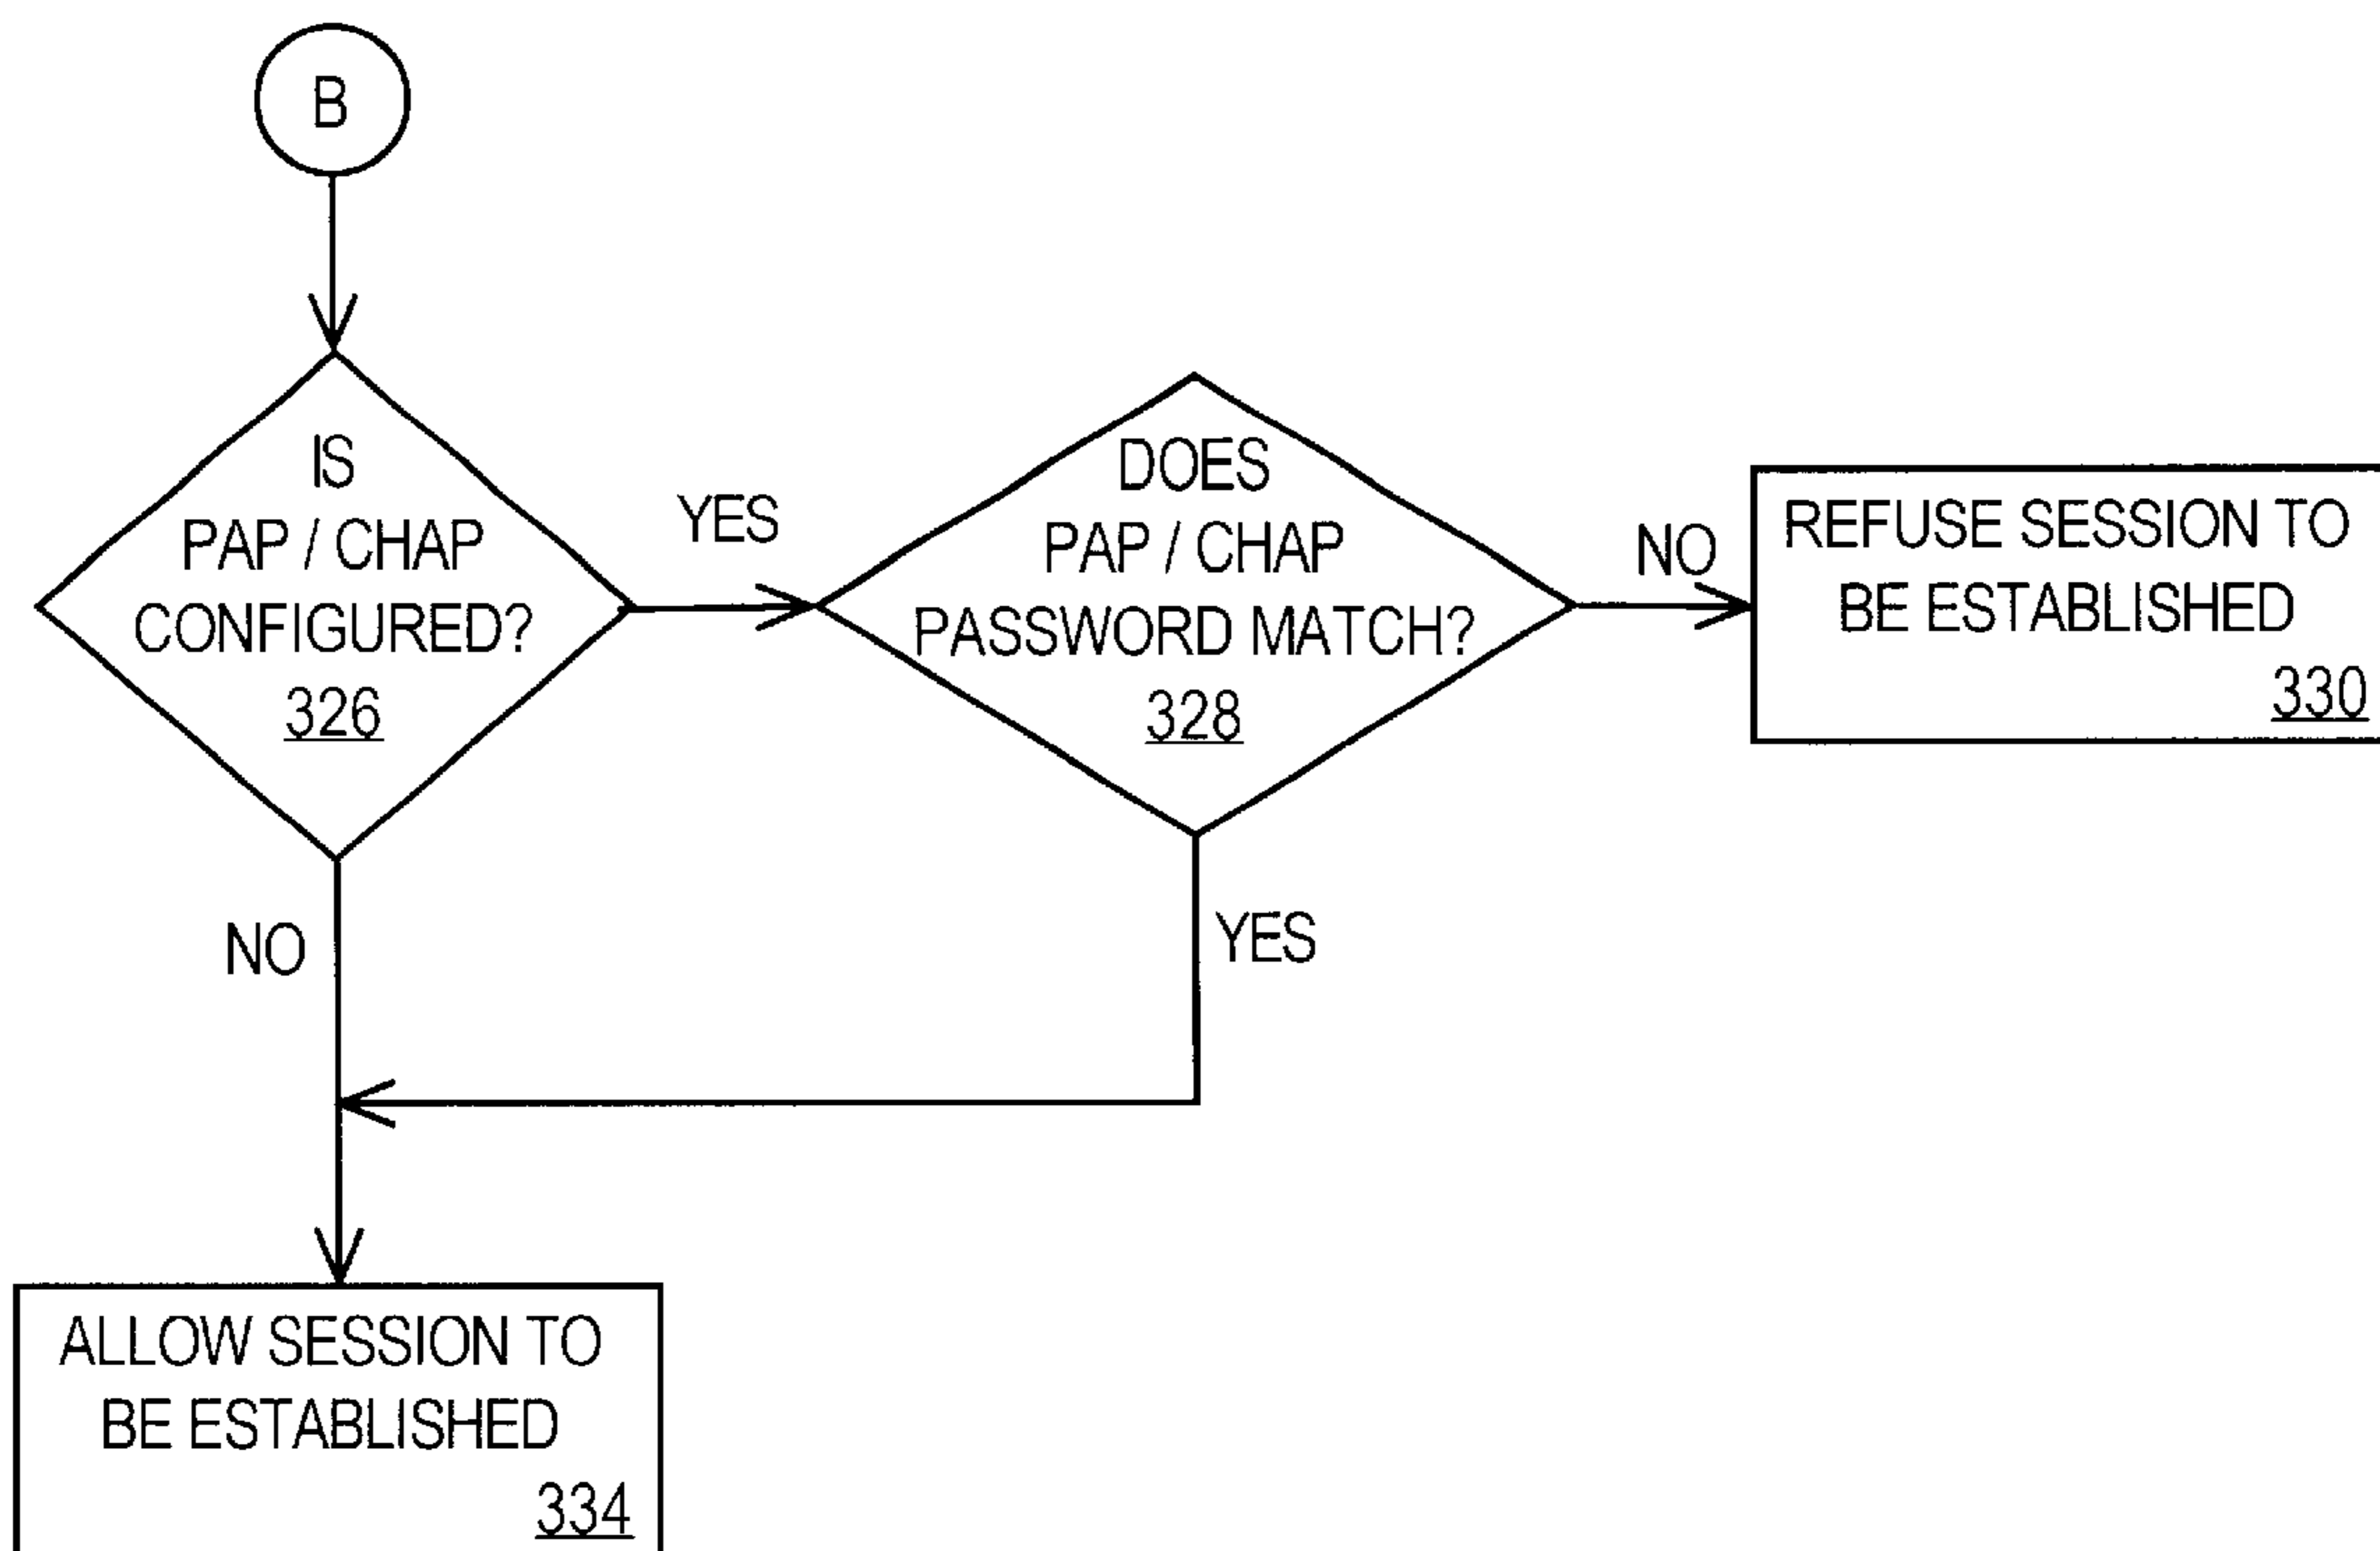 B
IS
PAP / CHAP
CONFIGURED?
326
YES
DOES
PAP / CHAP
PASSWORD MATCH?
328
NO
REFUSE SESSION TO
BE ESTABLISHED
330
NO
YES
ALLOW SESSION TO
BE ESTABLISHED
334